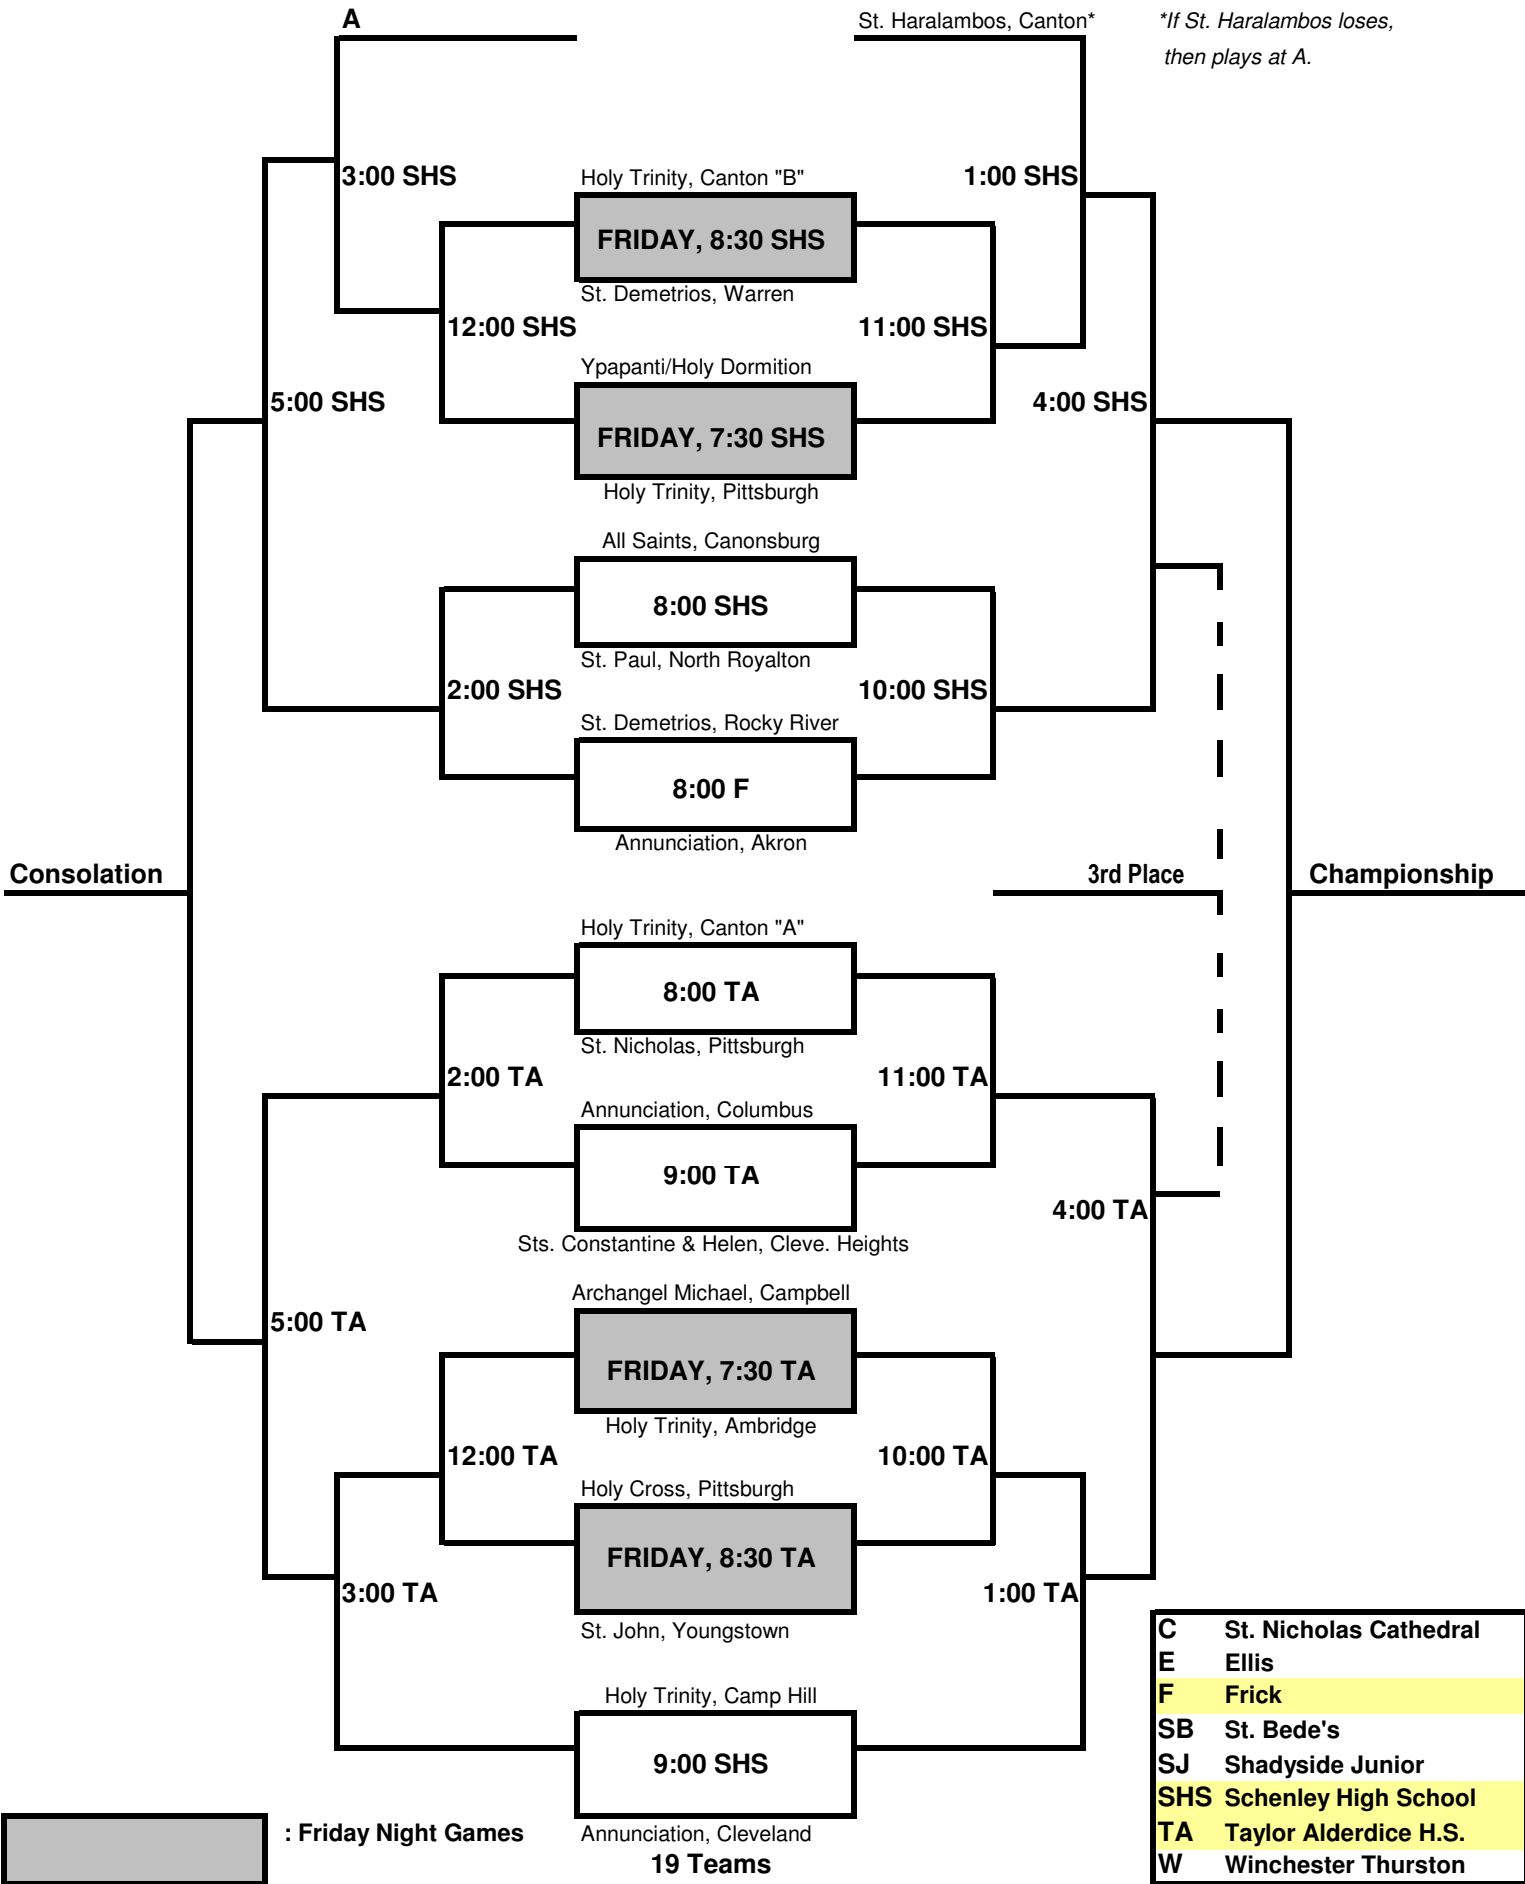 A
St. Haralambos, Canton*
*If St. Haralambos loses,
then plays at A.
3:00 SHS
Holy Trinity, Canton "B"
1:00 SHS
FRIDAY, 8:30 SHS
St. Demetrios, Warren
12:00 SHS
11:00 SHS
Ypapanti/Holy Dormition
5:00 SHS
4:00 SHS
FRIDAY, 7:30 SHS
Holy Trinity, Pittsburgh
All Saints, Canonsburg
8:00 SHS
St. Paul, North Royalton
2:00 SHS
10:00 SHS
St. Demetrios, Rocky River
8:00 F
Annunciation, Akron
Consolation
3rd Place
Championship
Holy Trinity, Canton "A"
8:00 TA
St. Nicholas, Pittsburgh
2:00 TA
11:00 TA
Annunciation, Columbus
9:00 TA
4:00 TA
Sts. Constantine & Helen, Cleve. Heights
Archangel Michael, Campbell
5:00 TA
FRIDAY, 7:30 TA
Holy Trinity, Ambridge
12:00 TA
10:00 TA
Holy Cross, Pittsburgh
FRIDAY, 8:30 TA
3:00 TA
1:00 TA
St. John, Youngstown
Holy Trinity, Camp Hill
9:00 SHS
Annunciation, Cleveland
19 Teams
: Friday Night Games
C St. Nicholas Cathedral
E Ellis
F Frick
SB St. Bede's
SJ Shadyside Junior
SHS Schenley High School
TA Taylor Alderdice H.S.
W Winchester Thurston